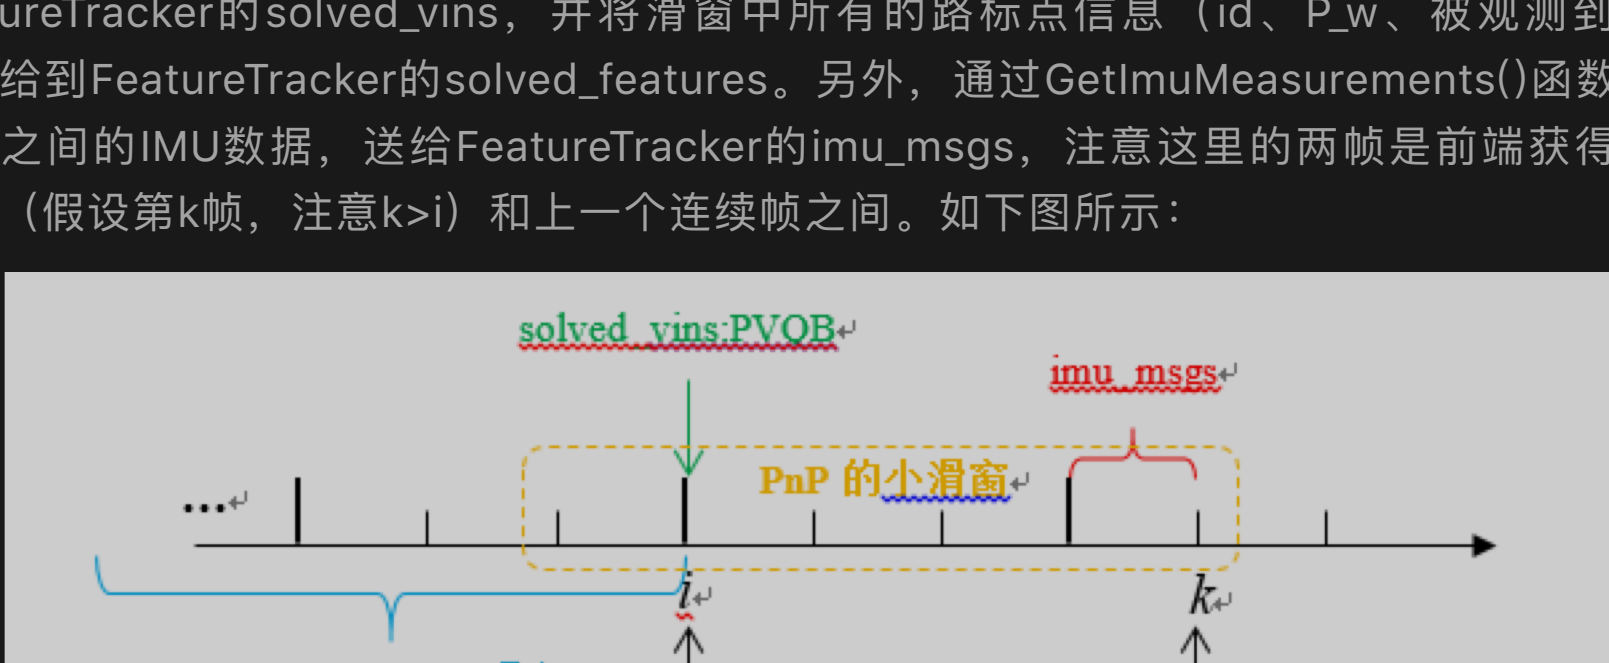 ureTracker的solved_vins，并将滑窗中所有的路标点信息（id、P_w、被观测到
给到FeatureTracker的solved_features。另外，通过GetImuMeasurements()函数
之间的IMU数据，送给FeatureTracker的imu_msgs，注意这里的两帧是前端获得
（假设第k帧，注意k>i）和上一个连续帧之间。如下图所示：
solved_vins:PVQB↵
imu_msgs↵
PnP 的小滑窗↵
...↵
i↵
k↵